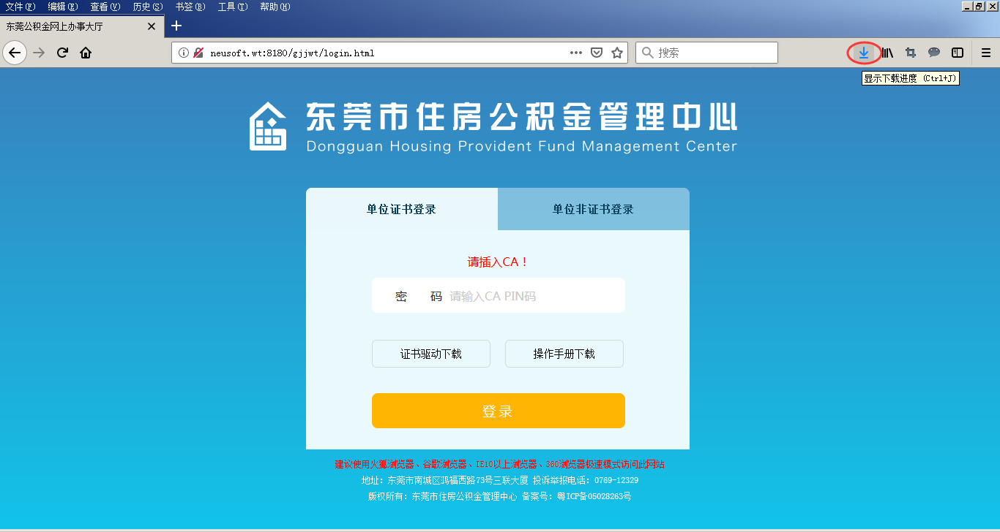 文件(F) 编辑(E) 查看(V) 历史(S) 书签(B) 工具(T) 帮助(H)
东莞公积金网上办事大厅
neusoft.wt:8180/gjjwt/login.html
搜索
显示下载进度 (Ctrl+J)
东莞市住房公积金管理中心
Dongguan Housing Provident Fund Management Center
单位证书登录 单位非证书登录
请插入CA！
密 码 请输入CA PIN码
证书驱动下载 操作手册下载
登录
建议使用火狐浏览器、谷歌浏览器、IE10以上浏览器、360浏览器极速模式访问此网站
地址：东莞市南城区鸿福西路73号三联大厦 投诉举报电话：0769-12329
版权所有：东莞市住房公积金管理中心 备案号：粤ICP备05028263号